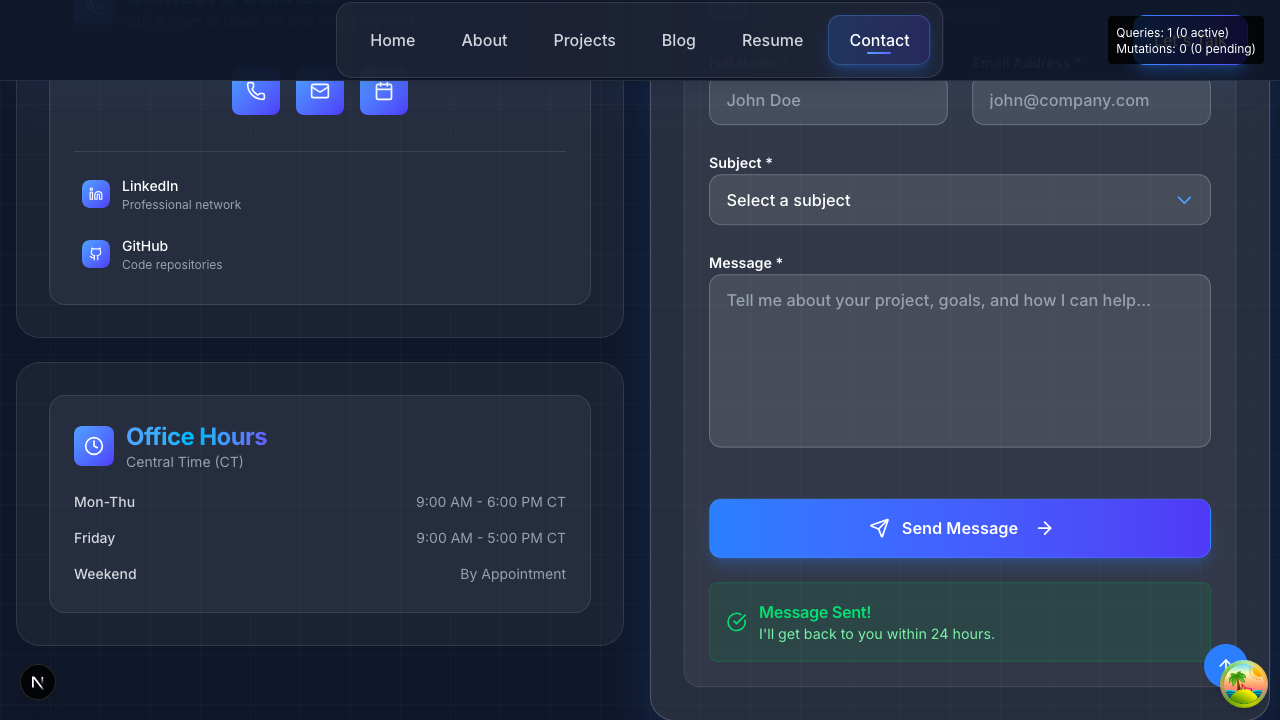 Home
About
Projects
Blog
Resume
Contact
Queries: 1 (0 active)
Mutations: 0 (0 pending)
Quick ways to reach me and follow my work
Full Name *
Email Address *
John Doe
john@company.com
LinkedIn
Professional network
GitHub
Code repositories
Subject *
Select a subject
Message *
Tell me about your project, goals, and how I can help...
Send Message
Message Sent!
I'll get back to you within 24 hours.
Office Hours
Central Time (CT)
Mon-Thu
9:00 AM - 6:00 PM CT
Friday
9:00 AM - 5:00 PM CT
Weekend
By Appointment
N